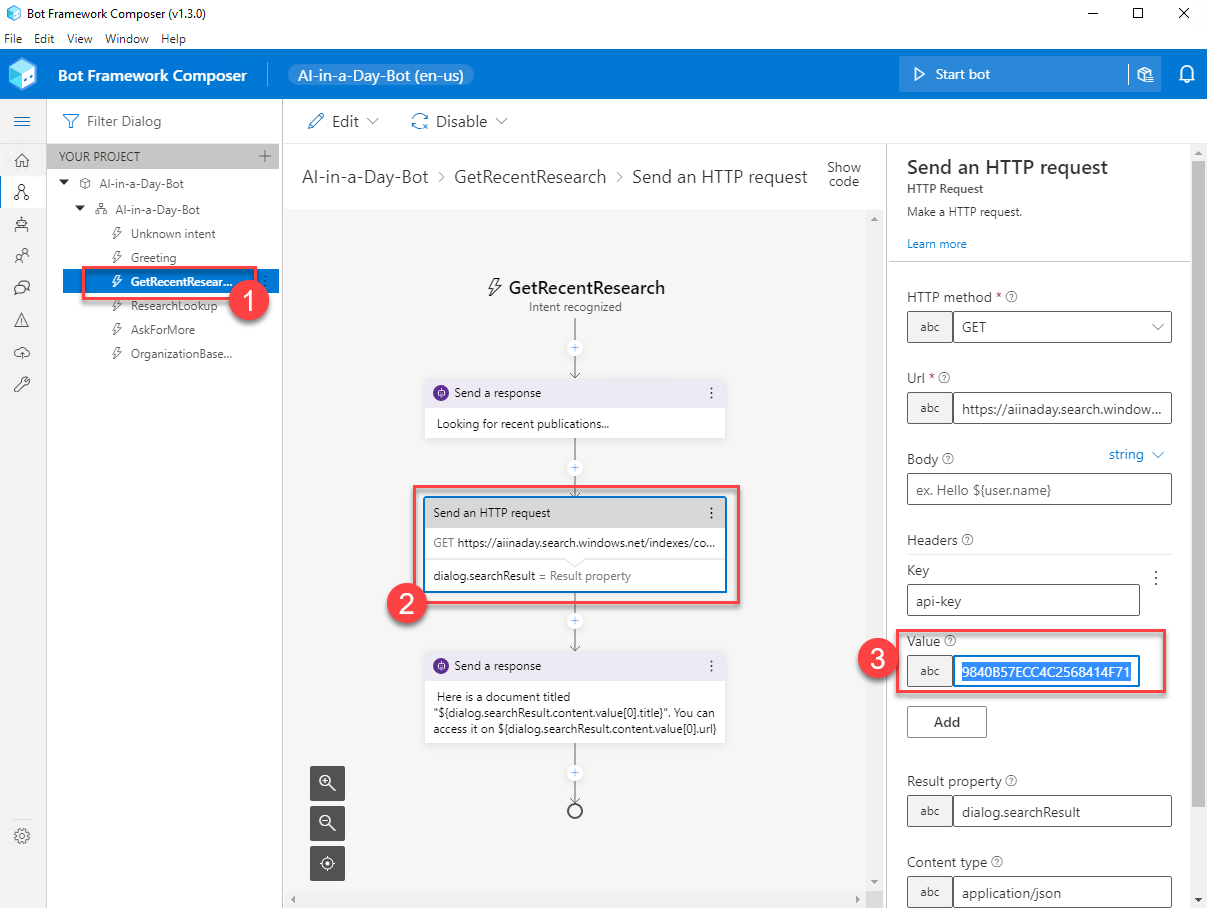 Bot Framework Composer (v1.3.0)
File Edit View Window Help
Bot Framework Composer
AI-in-a-Day-Bot (en-us)
Start bot
Filter Dialog
Edit
Disable
YOUR PROJECT
AI-in-a-Day-Bot
AI-in-a-Day-Bot
Unknown intent
Greeting
GetRecentResear...
1
ResearchLookup
AskForMore
OrganizationBase...
AI-in-a-Day-Bot > GetRecentResearch > Send an HTTP request
Show
code
GetRecentResearch
Intent recognized
Send a response
Looking for recent publications...
Send an HTTP request
GET https://aiinaday.search.windows.net/indexes/co...
dialog.searchResult = Result property
2
Send a response
Here is a document titled
"${dialog.searchResult.content.value[0].title}". You can
access it on ${dialog.searchResult.content.value[0].url}
Send an HTTP request
HTTP Request
Make a HTTP request.
Learn more
HTTP method *
abc GET
Url *
abc https://aiinaday.search.window...
Body string
ex. Hello ${user.name}
Headers
Key
api-key
Value
3
abc 9840B57ECC4C2568414F71
Add
Result property
abc dialog.searchResult
Content type
abc application/json